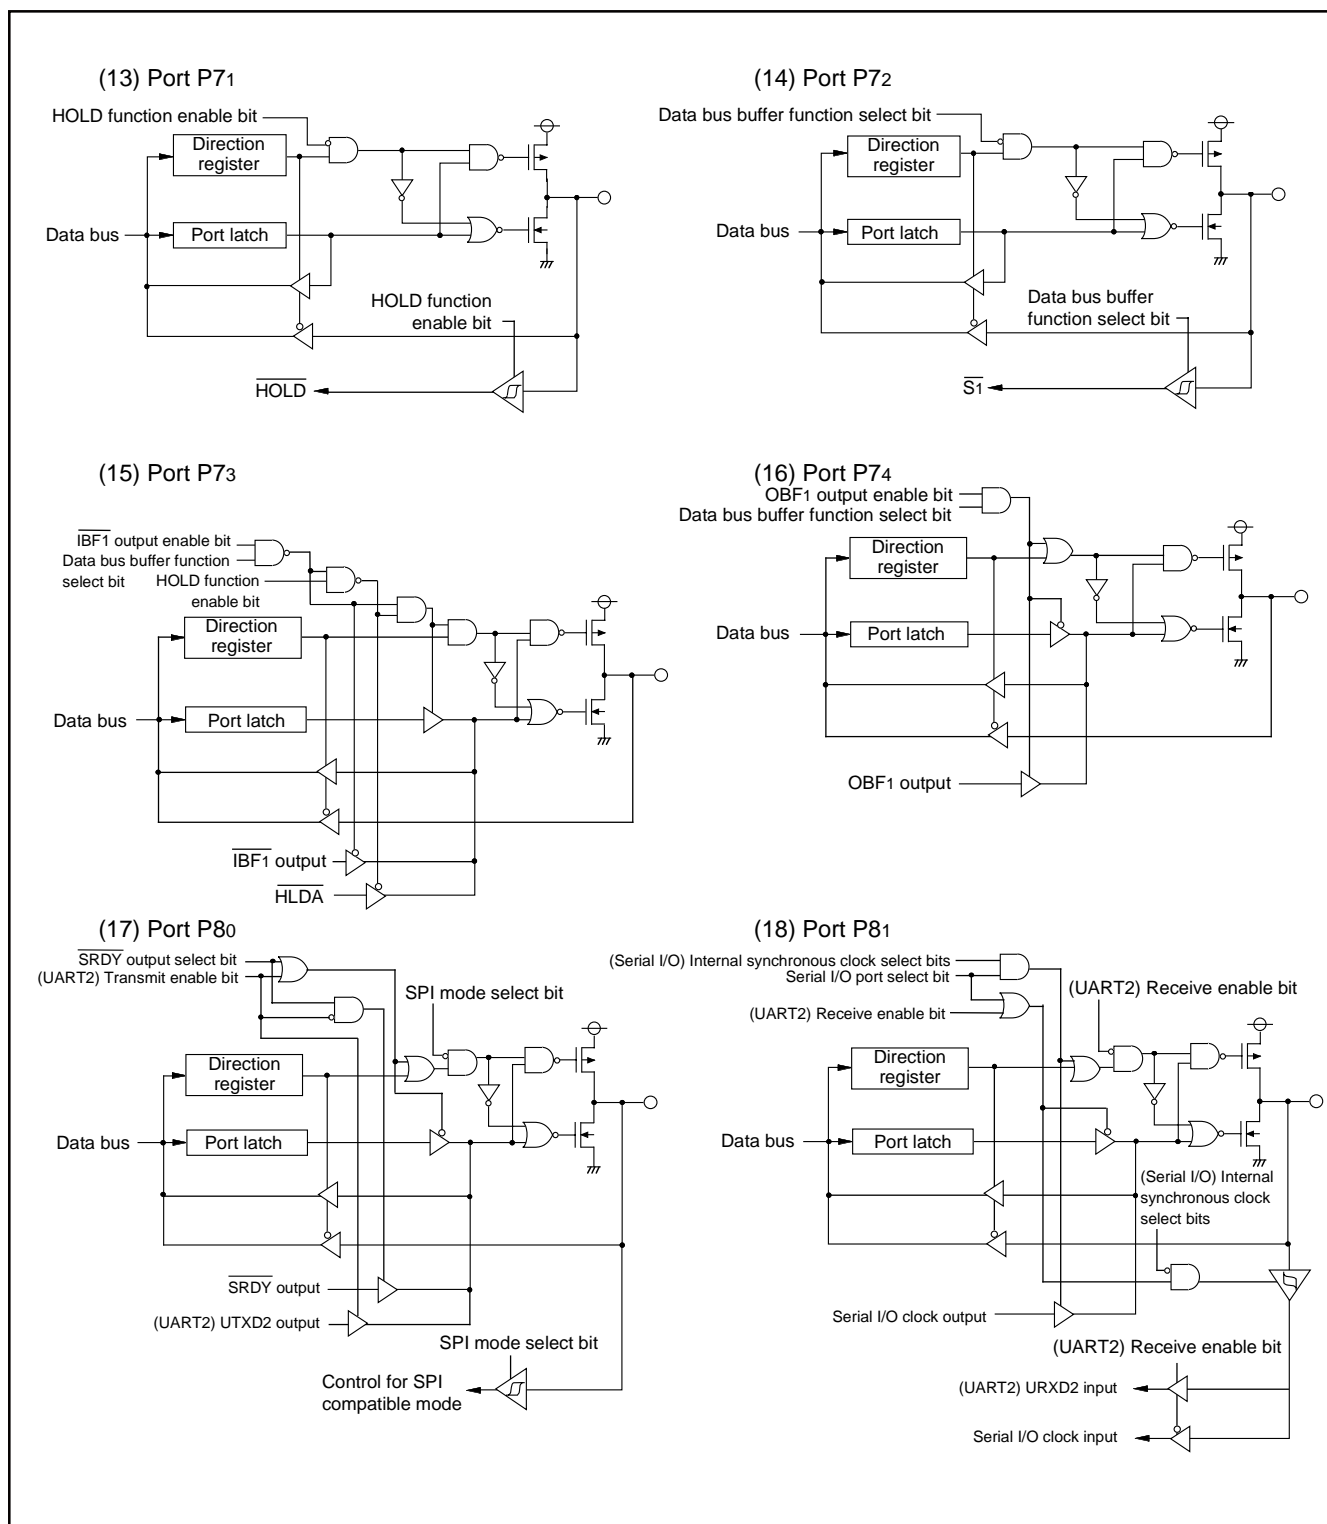 (13) Port P71
HOLD function enable bit
Direction
register
Data bus
Port latch
HOLD function
enable bit
HOLD
(14) Port P72
Data bus buffer function select bit
Direction
register
Data bus
Port latch
Data bus buffer
function select bit
S1
(15) Port P73
IBF1 output enable bit
Data bus buffer function
select bit
HOLD function
enable bit
Direction
register
Data bus
Port latch
IBF1 output
HLDA
(16) Port P74
OBF1 output enable bit
Data bus buffer function select bit
Direction
register
Data bus
Port latch
OBF1 output
(17) Port P80
SRDY output select bit
(UART2) Transmit enable bit
SPI mode select bit
Direction
register
Data bus
Port latch
SRDY output
(UART2) UTXD2 output
SPI mode select bit
Control for SPI
compatible mode
(18) Port P81
(Serial I/O) Internal synchronous clock select bits
Serial I/O port select bit
(UART2) Receive enable bit
(UART2) Receive enable bit
Direction
register
Data bus
Port latch
(Serial I/O) Internal
synchronous clock
select bits
Serial I/O clock output
(UART2) Receive enable bit
(UART2) URXD2 input
Serial I/O clock input